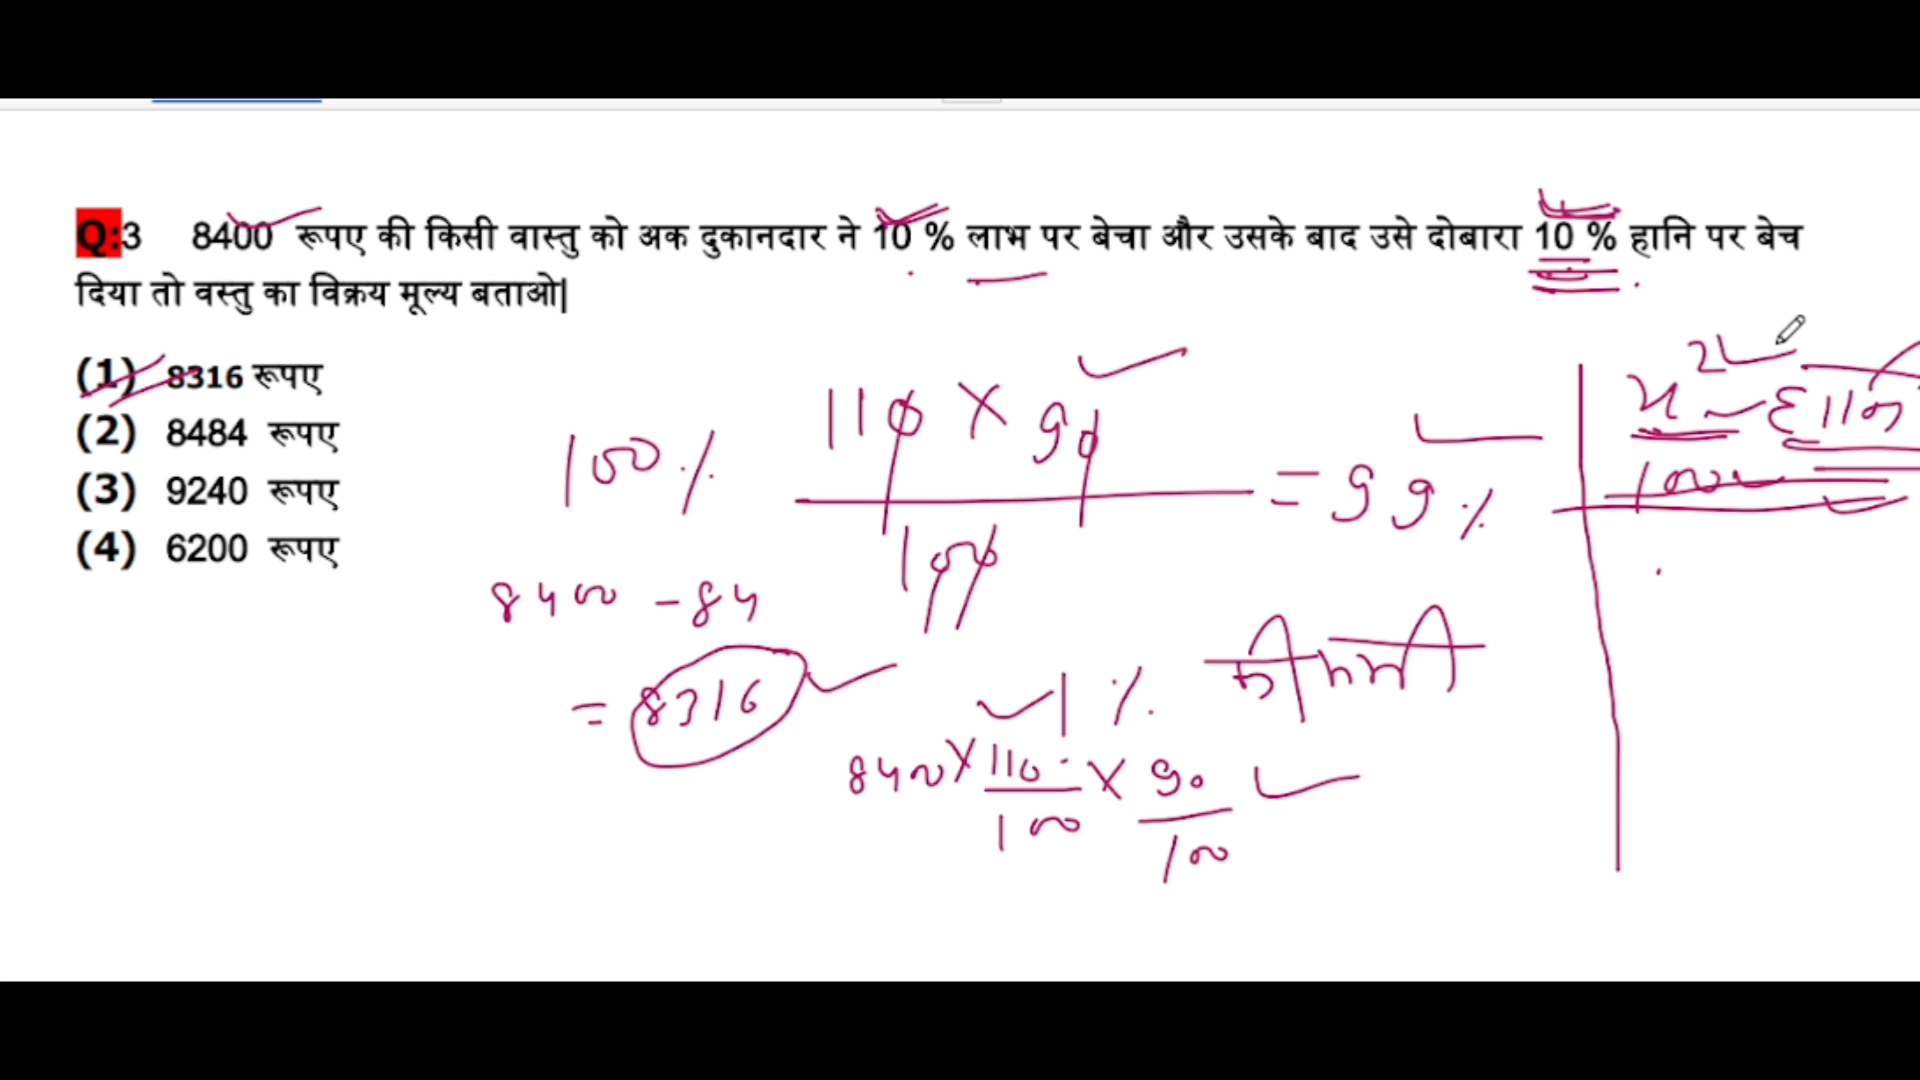 Q:3 8400 रूपए की किसी वास्तु को अक दुकानदार ने 10 % लाभ पर बेचा और उसके बाद उसे दोबारा 10 % हानि पर बेच
दिया तो वस्तु का विक्रय मूल्य बताओ|
(1) 8316 रूपए
(2) 8484 रूपए
(3) 9240 रूपए
(4) 6200 रूपए
100 %
110 X 90
100
= 99 %
8400 - 84
= 8316
1 %
8400 X 110 X 90
100 100
2
100